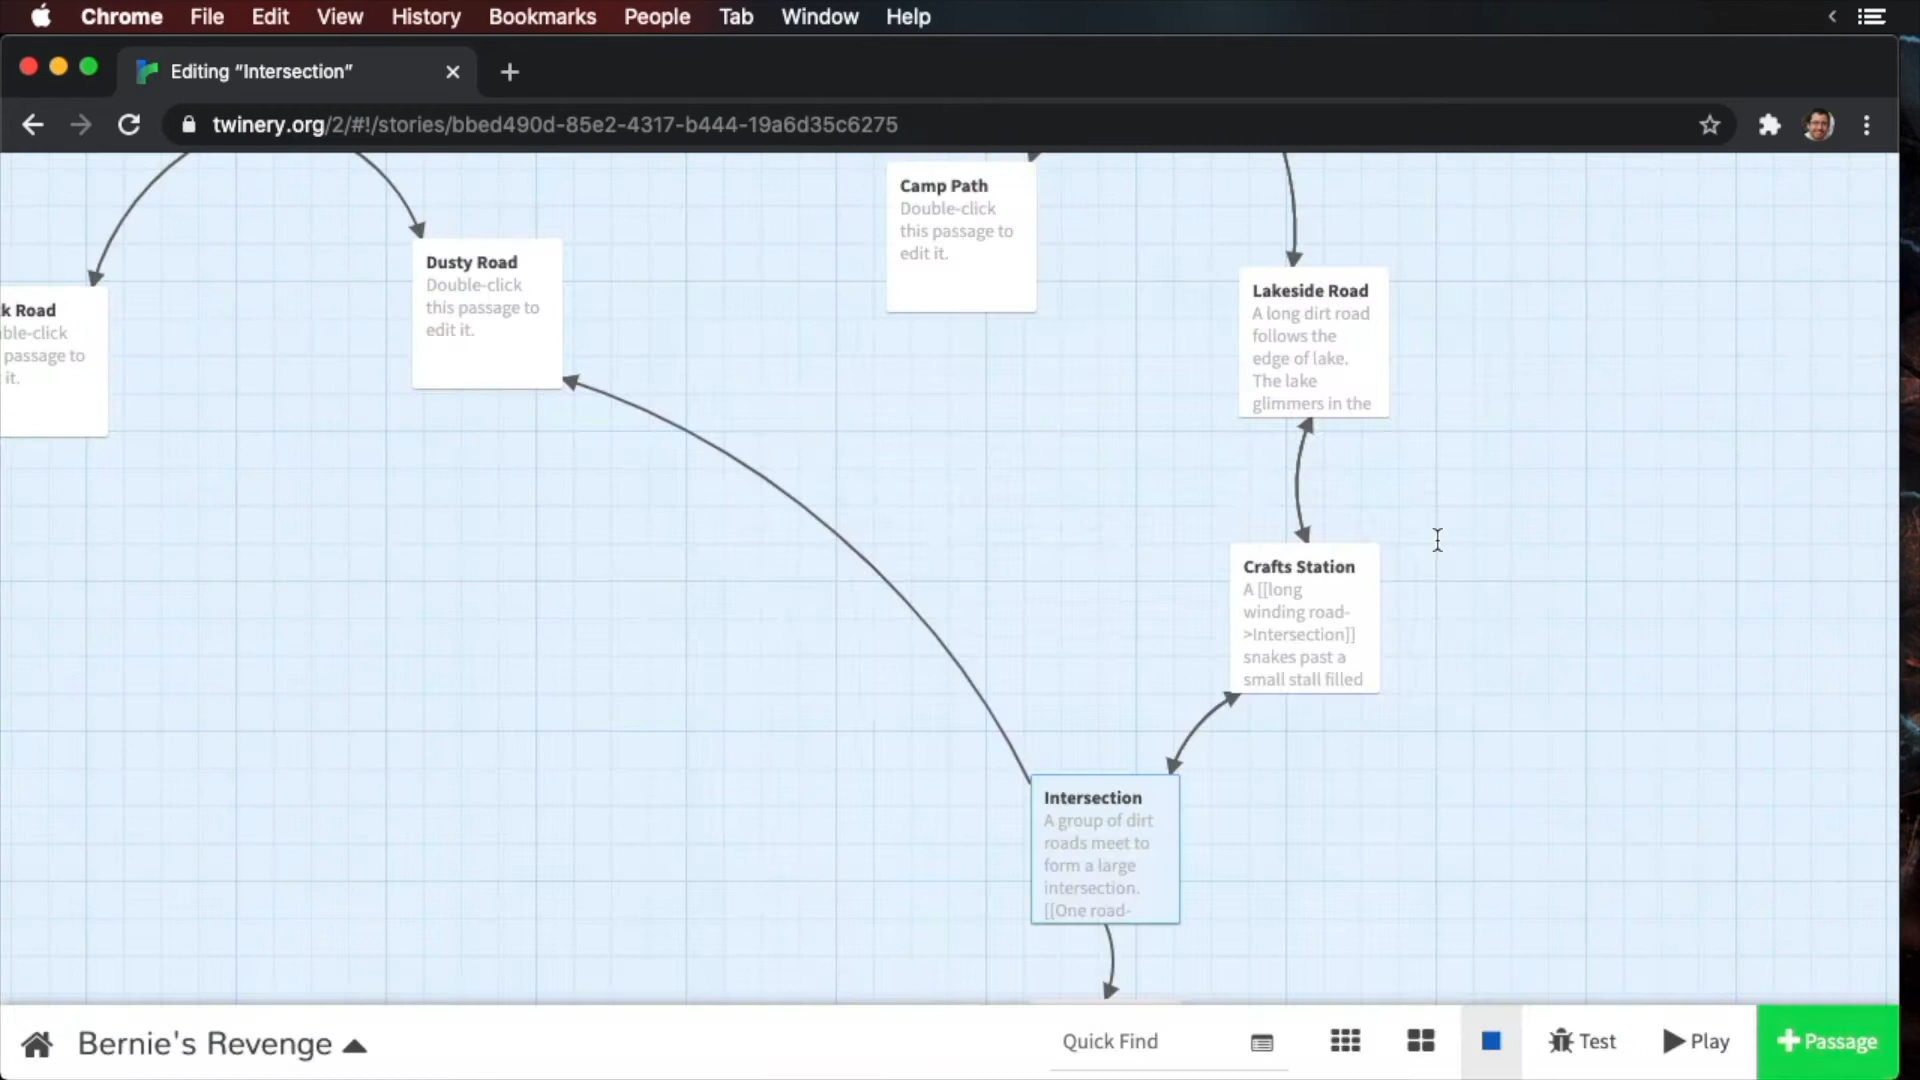 Chrome File Edit View History Bookmarks People Tab Window Help
Editing “Intersection”
twinery.org/2/#!/stories/bbed490d-85e2-4317-b444-19a6d35c6275
Camp Path
Double-click
this passage to
edit it.
Dusty Road
Double-click
this passage to
edit it.
Lakeside Road
A long dirt road
follows the
edge of lake.
The lake
glimmers in the
k Road
ble-click
passage to
it.
Crafts Station
A [[long
winding road-
>Intersection]]
snakes past a
small stall filled
Intersection
A group of dirt
roads meet to
form a large
intersection.
[[One road-
Bernie's Revenge
Quick Find
Test
Play
Passage